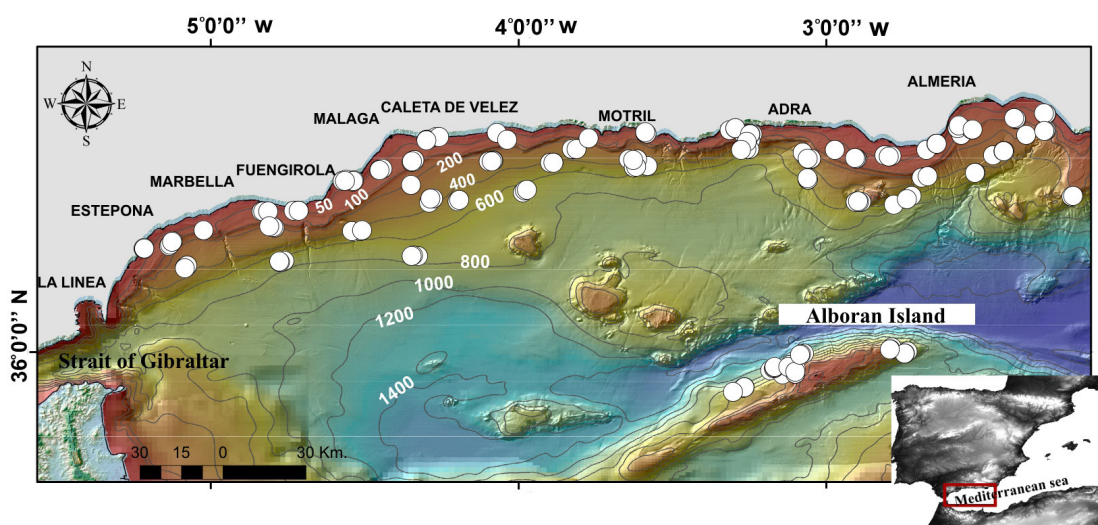 5°0'0'' W
4°0'0'' W
3°0'0'' W
N
W
E
S
ALMERIA
CALETA DE VELEZ
MALAGA
MOTRIL
ADRA
FUENGIROLA
MARBELLA
ESTEPONA
LA LINEA
50
100
200
400
600
800
1000
1200
1400
36°0'0'' N
Strait of Gibraltar
Alboran Island
30
15
0
30 Km.
Mediterranean sea